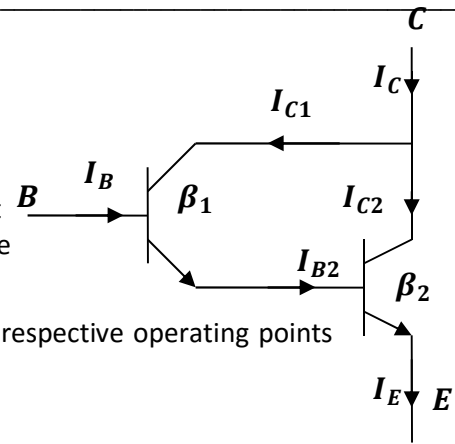 C
I_C
I_C1
I_B
B
β_1
I_C2
e
I_B2
β_2
respective operating points
I_E E